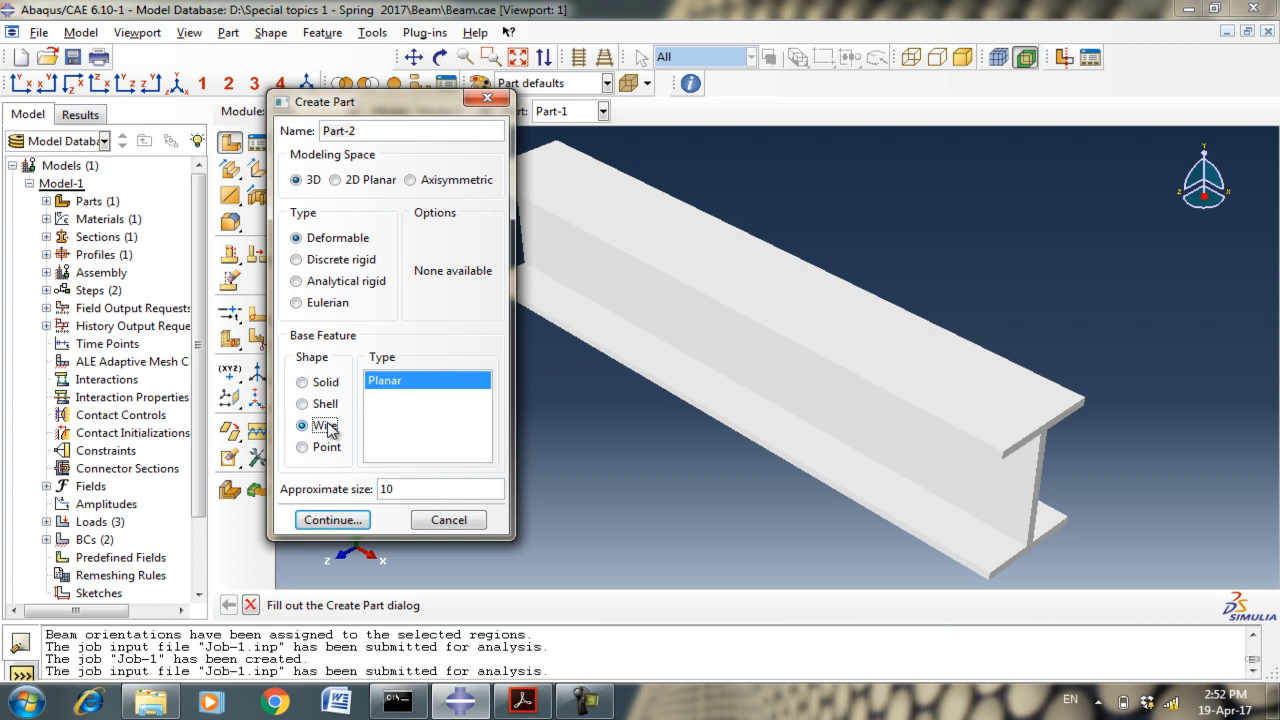 Abaqus/CAE 6.10-1 - Model Database: D:\Special topics 1 - Spring 2017\Beam\Beam.cae [Viewport: 1]
File Model Viewport View Part Shape Feature Tools Plug-ins Help
All
1 2 3 4
Part defaults
Model Results
Module:
Part-1
Model Databa
Models (1)
Model-1
Parts (1)
Materials (1)
Sections (1)
Profiles (1)
Assembly
Steps (2)
Field Output Requests
History Output Reque
Time Points
ALE Adaptive Mesh C
Interactions
Interaction Properties
Contact Controls
Contact Initializations
Constraints
Connector Sections
Fields
Amplitudes
Loads (3)
BCs (2)
Predefined Fields
Remeshing Rules
Sketches
(XYZ)
Create Part
Name: Part-2
Modeling Space
3D 2D Planar Axisymmetric
Type
Deformable
Discrete rigid
Analytical rigid
Eulerian
Options
None available
Base Feature
Shape
Solid
Shell
Wire
Point
Type
Planar
Approximate size: 10
Continue... Cancel
Y
Z X
Z X
Fill out the Create Part dialog
SIMULIA
Beam orientations have been assigned to the selected regions.
The job input file "Job-1.inp" has been submitted for analysis.
The job "Job-1" has been created.
The job input file "Job-1.inp" has been submitted for analysis.
>>>
EN
2:52 PM
19-Apr-17